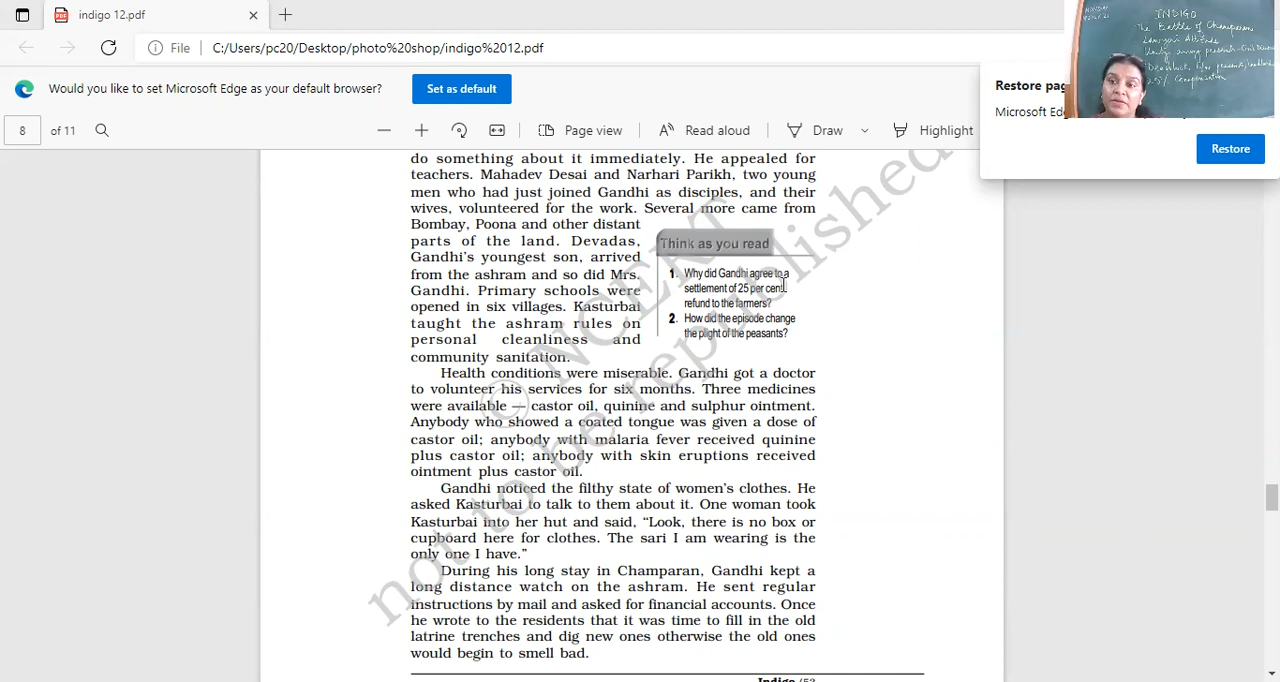 indigo 12.pdf
File
C:/Users/pc20/Desktop/photo%20shop/indigo%2012.pdf
Would you like to set Microsoft Edge as your default browser?
Set as default
8 of 11
Page view
Read aloud
Draw
Highlight
Restore pag
Microsoft Ed
Restore
INDIGO
The Battle of Champaran
do something about it immediately. He appealed for
teachers. Mahadev Desai and Narhari Parikh, two young
men who had just joined Gandhi as disciples, and their
wives, volunteered for the work. Several more came from
Bombay, Poona and other distant
parts of the land. Devadas,
Gandhi's youngest son, arrived
from the ashram and so did Mrs.
Gandhi. Primary schools were
opened in six villages. Kasturbai
taught the ashram rules on
personal cleanliness and
community sanitation.
Think as you read
1. Why did Gandhi agree to a
settlement of 25 per cent
refund to the farmers?
2. How did the episode change
the plight of the peasants?
Health conditions were miserable. Gandhi got a doctor
to volunteer his services for six months. Three medicines
were available — castor oil, quinine and sulphur ointment.
Anybody who showed a coated tongue was given a dose of
castor oil; anybody with malaria fever received quinine
plus castor oil; anybody with skin eruptions received
ointment plus castor oil.
Gandhi noticed the filthy state of women's clothes. He
asked Kasturbai to talk to them about it. One woman took
Kasturbai into her hut and said, “Look, there is no box or
cupboard here for clothes. The sari I am wearing is the
only one I have.”
During his long stay in Champaran, Gandhi kept a
long distance watch on the ashram. He sent regular
instructions by mail and asked for financial accounts. Once
he wrote to the residents that it was time to fill in the old
latrine trenches and dig new ones otherwise the old ones
would begin to smell bad.
Indigo /53
© NCERT
not to be republished